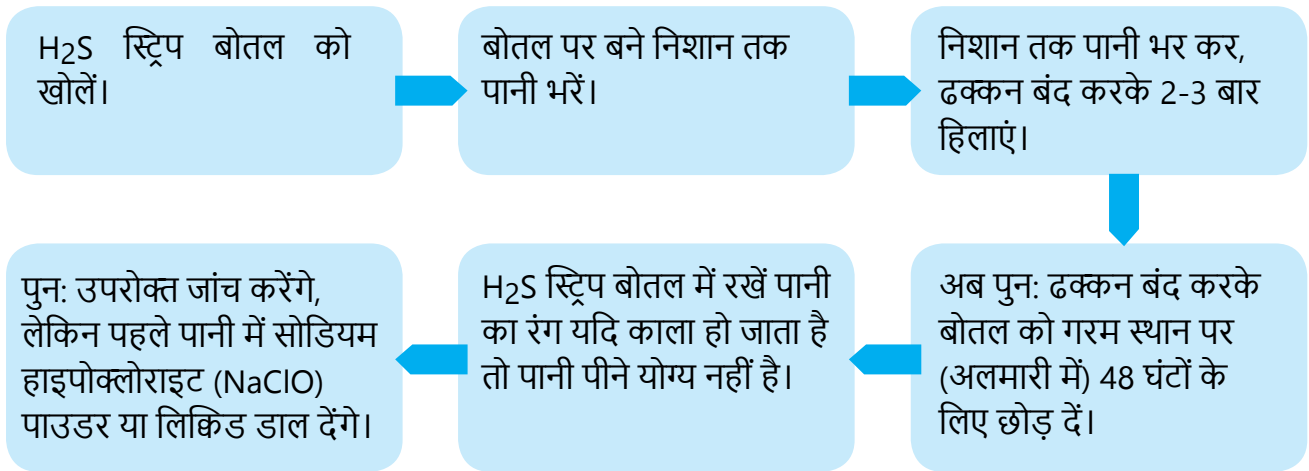 H2S स्ट्रिप बोतल को
खोलें।
बोतल पर बने निशान तक
पानी भरें।
निशान तक पानी भर कर,
ढक्कन बंद करके 2-3 बार
हिलाएं।
अब पुन: ढक्कन बंद करके
बोतल को गरम स्थान पर
(अलमारी में) 48 घंटों के
लिए छोड़ दें।
H2S स्ट्रिप बोतल में रखें पानी
का रंग यदि काला हो जाता है
तो पानी पीने योग्य नहीं है।
पुन: उपरोक्त जांच करेंगे,
लेकिन पहले पानी में सोडियम
हाइपोक्लोराइट (NaClO)
पाउडर या लिक्विड डाल देंगे।